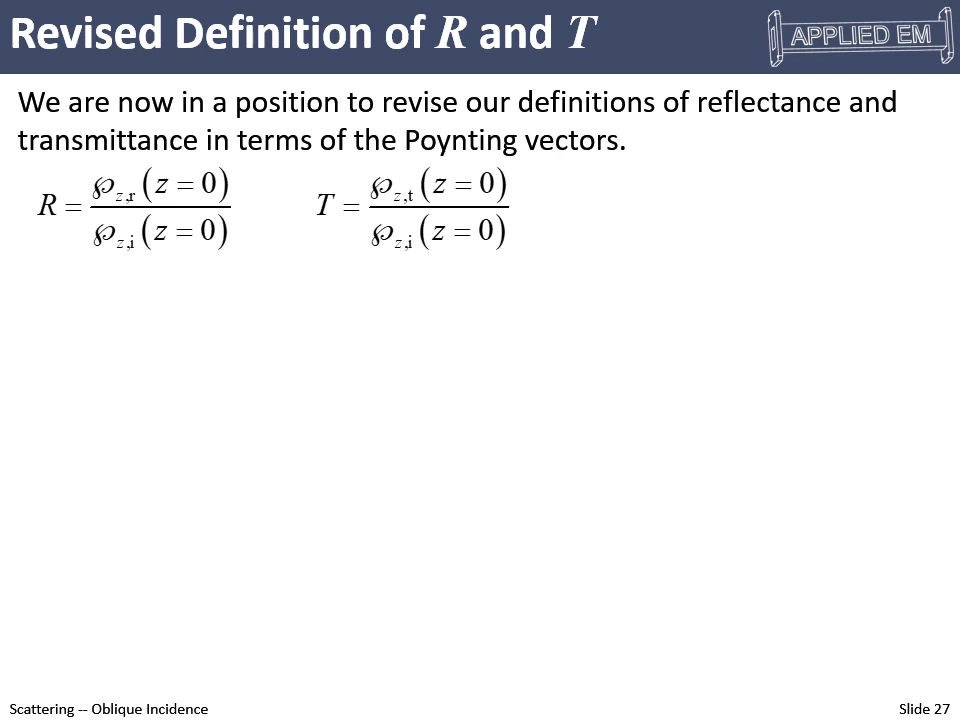 Revised Definition of R and T
APPLIED EM
We are now in a position to revise our definitions of reflectance and
transmittance in terms of the Poynting vectors.
R = ℘z,r (z = 0) / ℘z,i (z = 0)    T = ℘z,t (z = 0) / ℘z,i (z = 0)
Scattering -- Oblique Incidence
Slide 27